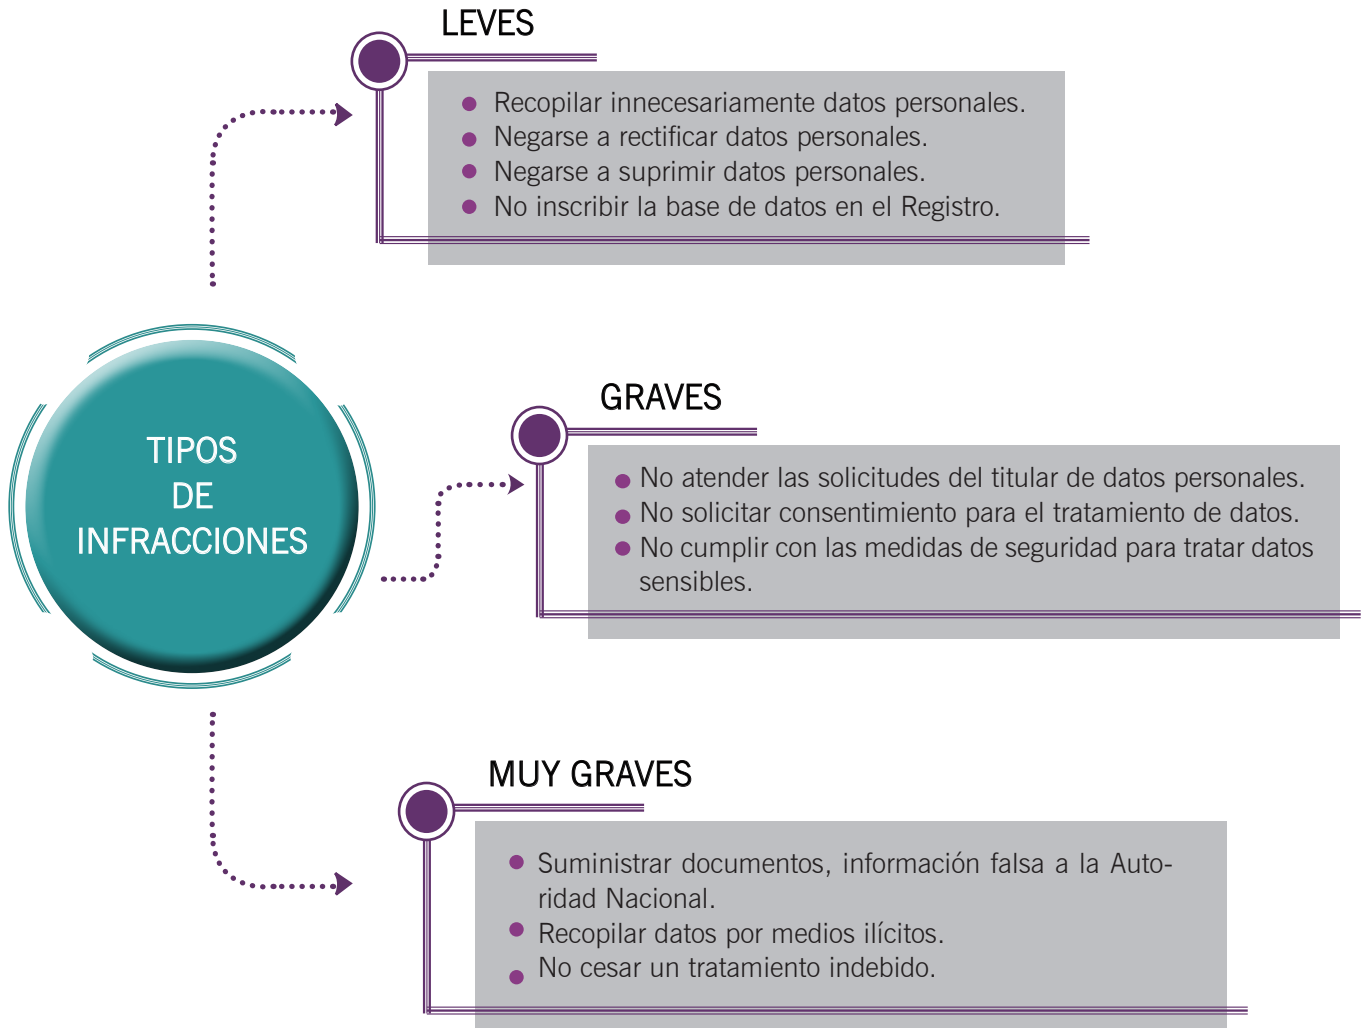 LEVES
Recopilar innecesariamente datos personales.
Negarse a rectificar datos personales.
Negarse a suprimir datos personales.
No inscribir la base de datos en el Registro.
TIPOS
DE
INFRACCIONES
GRAVES
No atender las solicitudes del titular de datos personales.
No solicitar consentimiento para el tratamiento de datos.
No cumplir con las medidas de seguridad para tratar datos
sensibles.
MUY GRAVES
Suministrar documentos, información falsa a la Auto-
ridad Nacional.
Recopilar datos por medios ilícitos.
No cesar un tratamiento indebido.